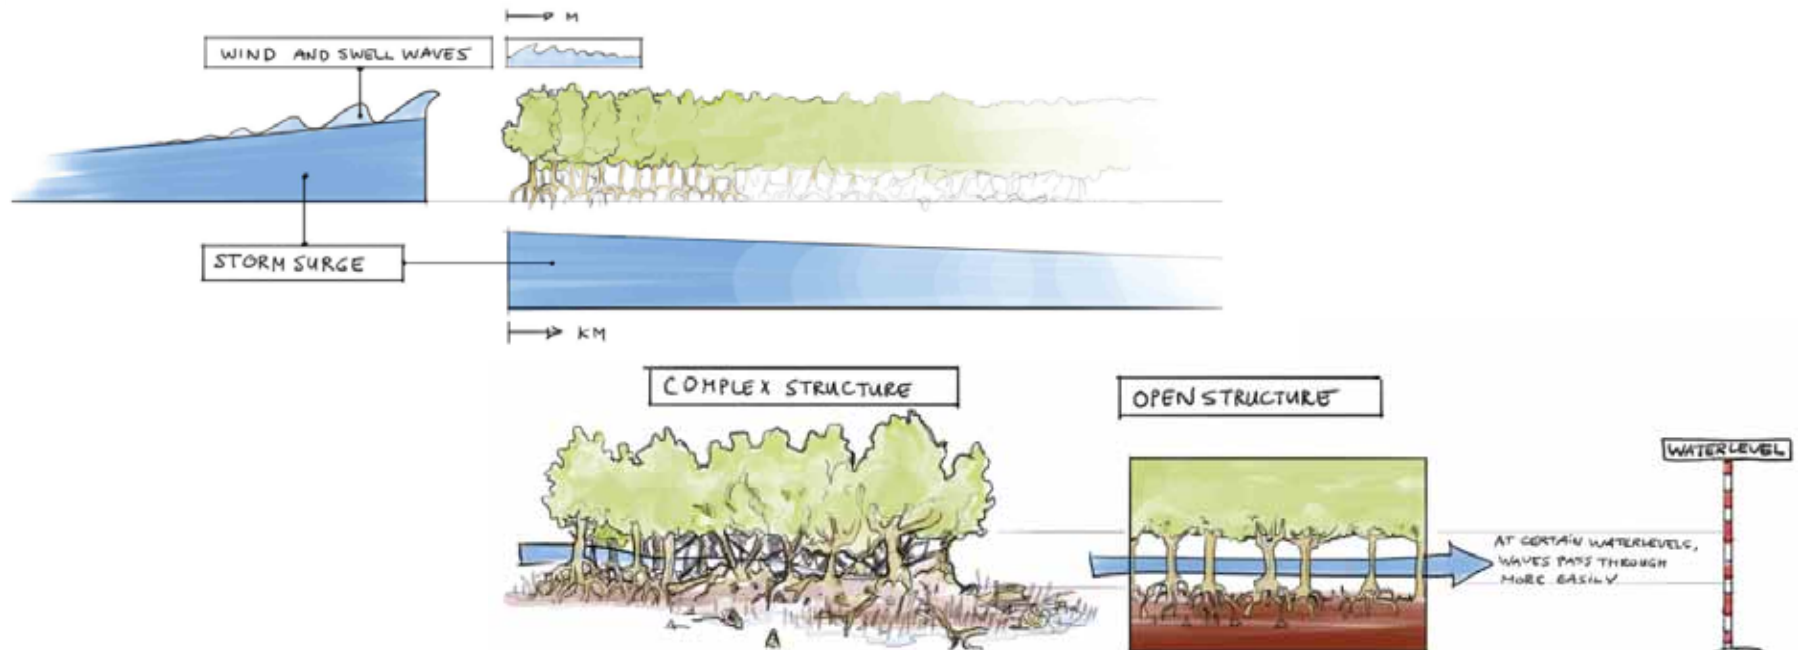 M
WIND AND SWELL WAVES
STORM SURGE
KM
COMPLEX STRUCTURE
OPEN STRUCTURE
WATERLEVEL
AT CERTAIN WATERLEVELS,
WAVES PASS THROUGH
MORE EASILY